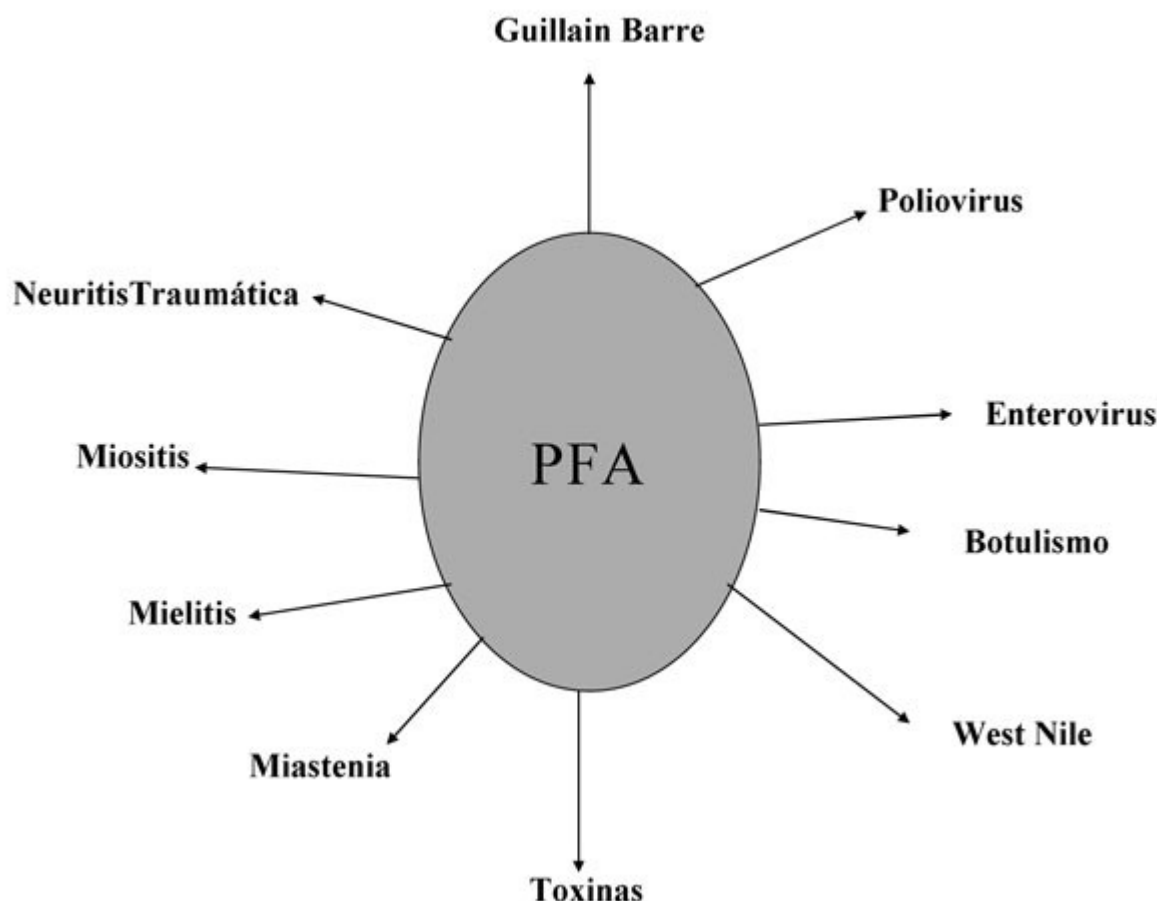 Guillain Barre
Poliovirus
NeuritisTraumática
Enterovirus
Miositis
PFA
Botulismo
Mielitis
West Nile
Miastenia
Toxinas